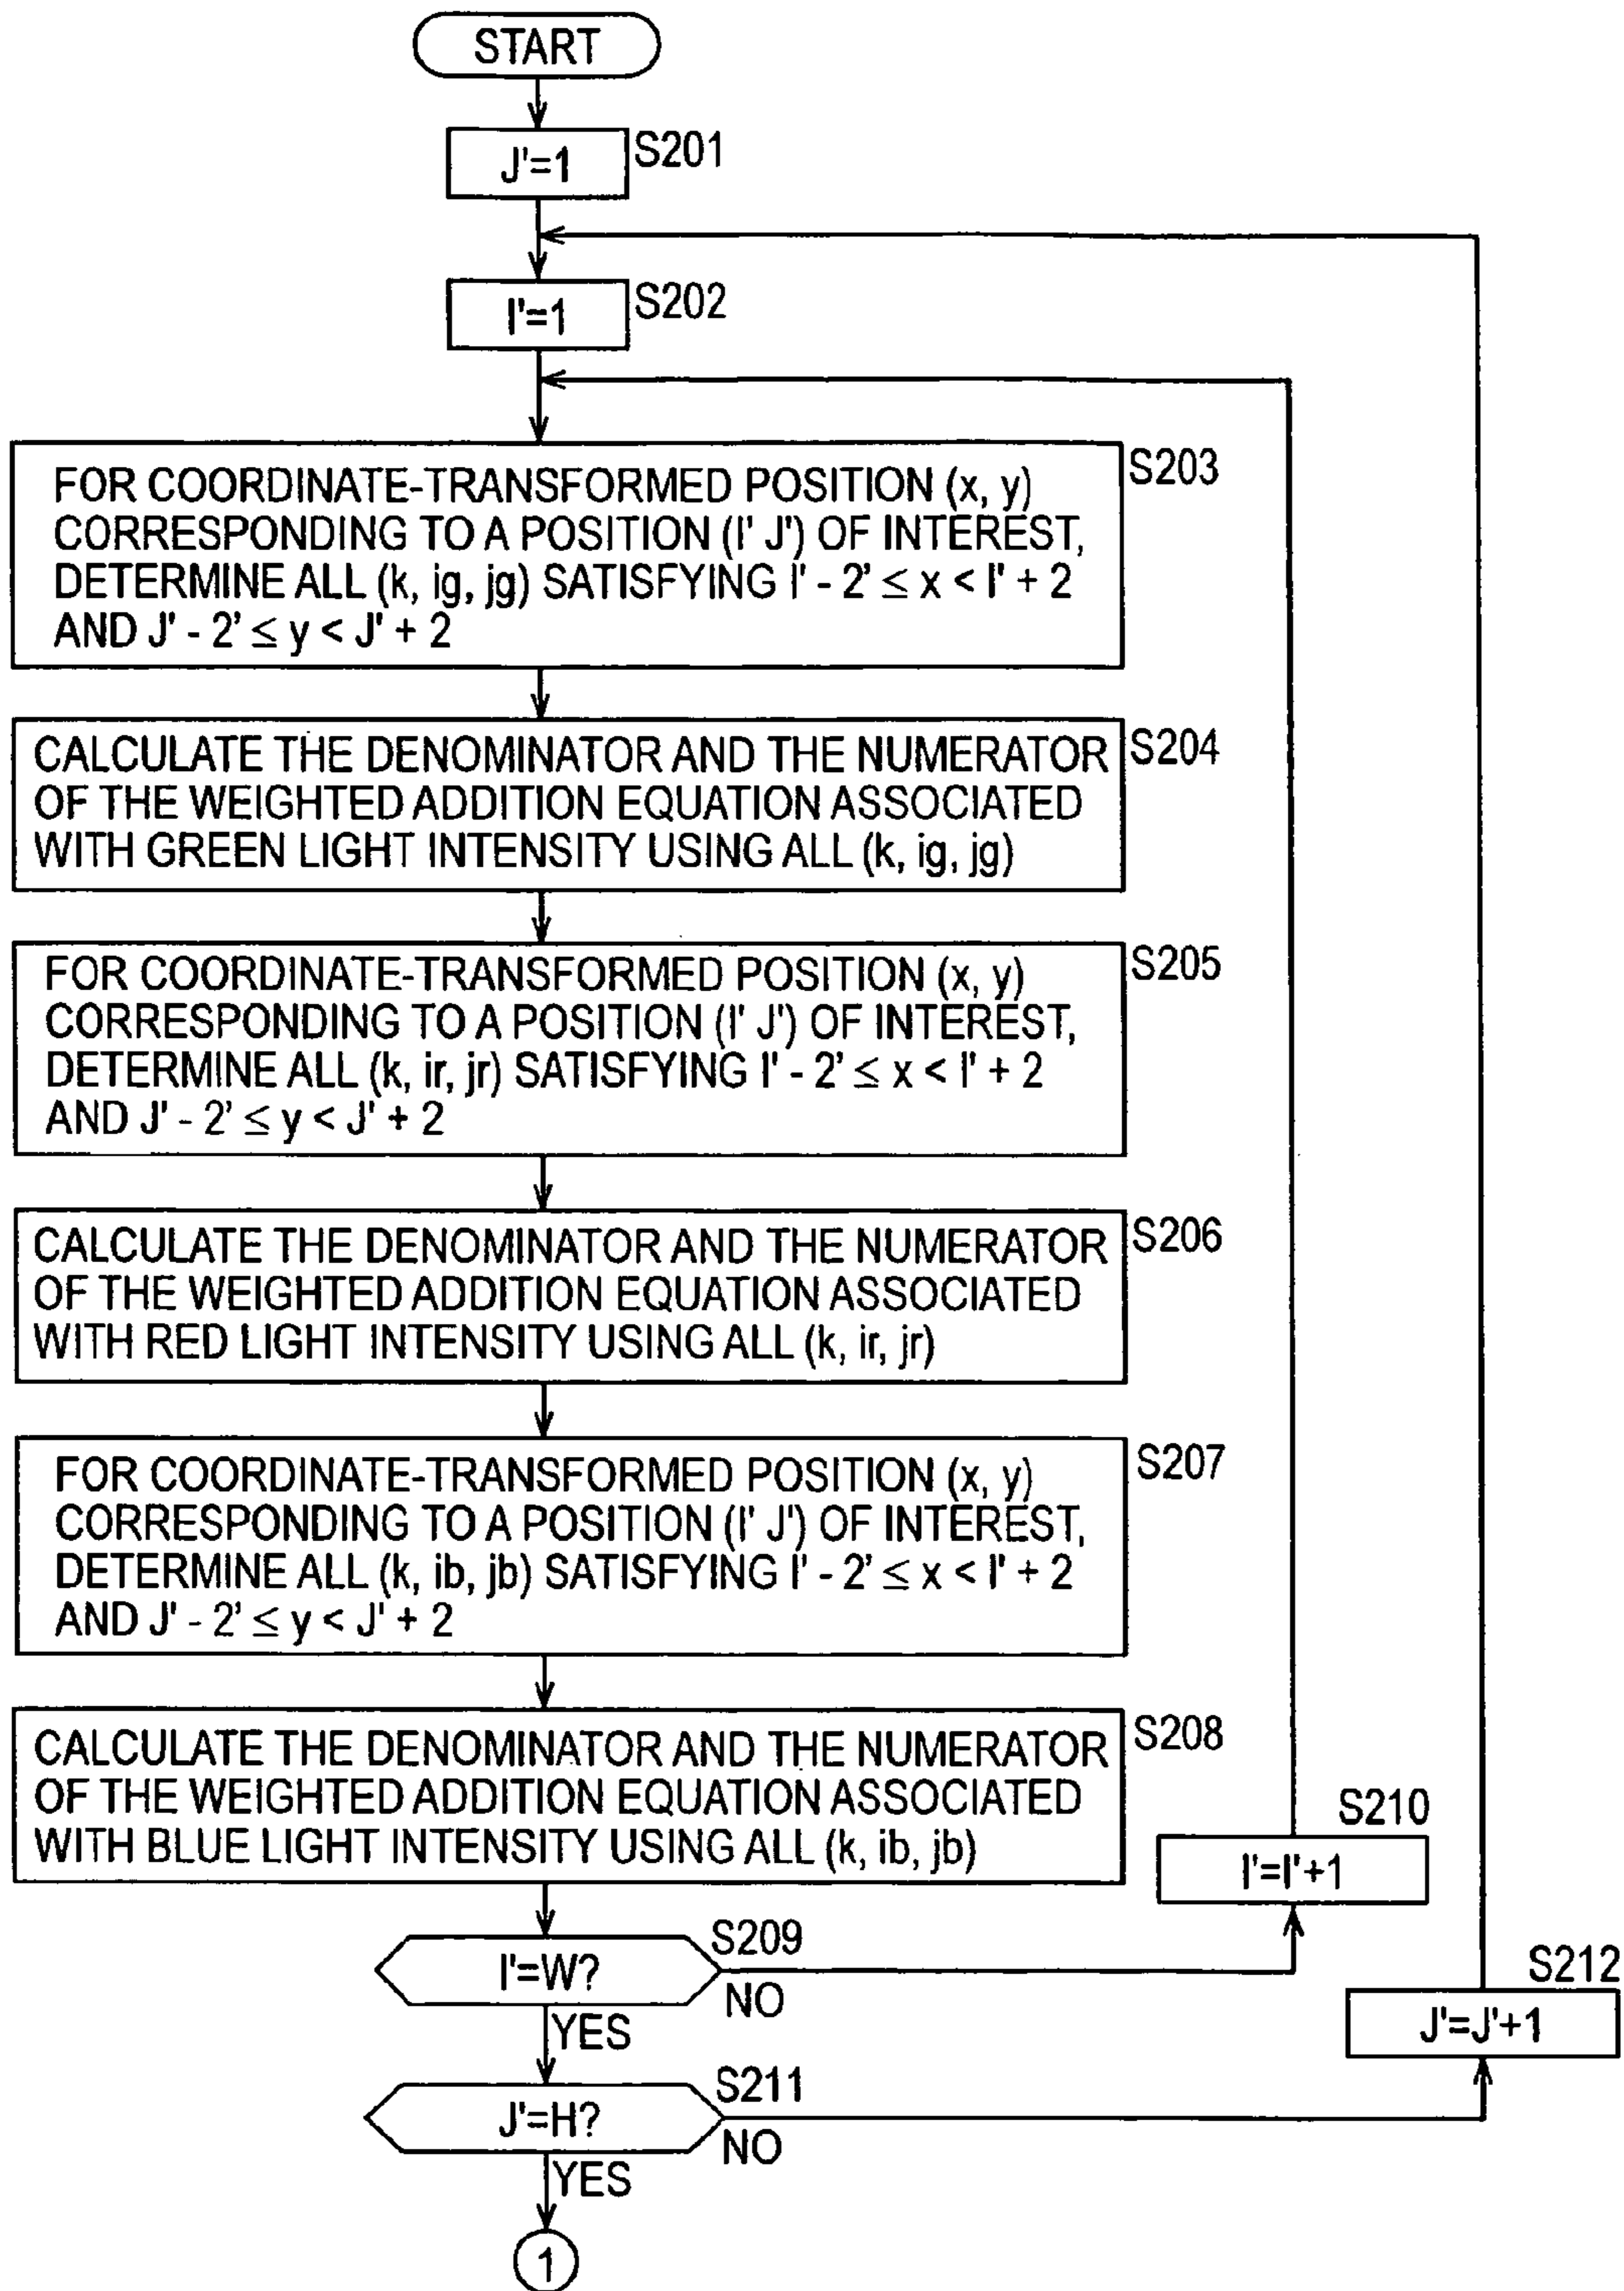 START
J'=1
S201
I'=1
S202
S203
FOR COORDINATE-TRANSFORMED POSITION (x, y)
CORRESPONDING TO A POSITION (I' J') OF INTEREST,
DETERMINE ALL (k, ig, jg) SATISFYING I' - 2' ≤ x < I' + 2
AND J' - 2' ≤ y < J' + 2
S204
CALCULATE THE DENOMINATOR AND THE NUMERATOR
OF THE WEIGHTED ADDITION EQUATION ASSOCIATED
WITH GREEN LIGHT INTENSITY USING ALL (k, ig, jg)
S205
FOR COORDINATE-TRANSFORMED POSITION (x, y)
CORRESPONDING TO A POSITION (I' J') OF INTEREST,
DETERMINE ALL (k, ir, jr) SATISFYING I' - 2' ≤ x < I' + 2
AND J' - 2' ≤ y < J' + 2
S206
CALCULATE THE DENOMINATOR AND THE NUMERATOR
OF THE WEIGHTED ADDITION EQUATION ASSOCIATED
WITH RED LIGHT INTENSITY USING ALL (k, ir, jr)
S207
FOR COORDINATE-TRANSFORMED POSITION (x, y)
CORRESPONDING TO A POSITION (I' J') OF INTEREST,
DETERMINE ALL (k, ib, jb) SATISFYING I' - 2' ≤ x < I' + 2
AND J' - 2' ≤ y < J' + 2
S208
CALCULATE THE DENOMINATOR AND THE NUMERATOR
OF THE WEIGHTED ADDITION EQUATION ASSOCIATED
WITH BLUE LIGHT INTENSITY USING ALL (k, ib, jb)
S210
I'=I'+1
S209
I'=W?
NO
YES
S212
J'=J'+1
S211
J'=H?
NO
YES
1